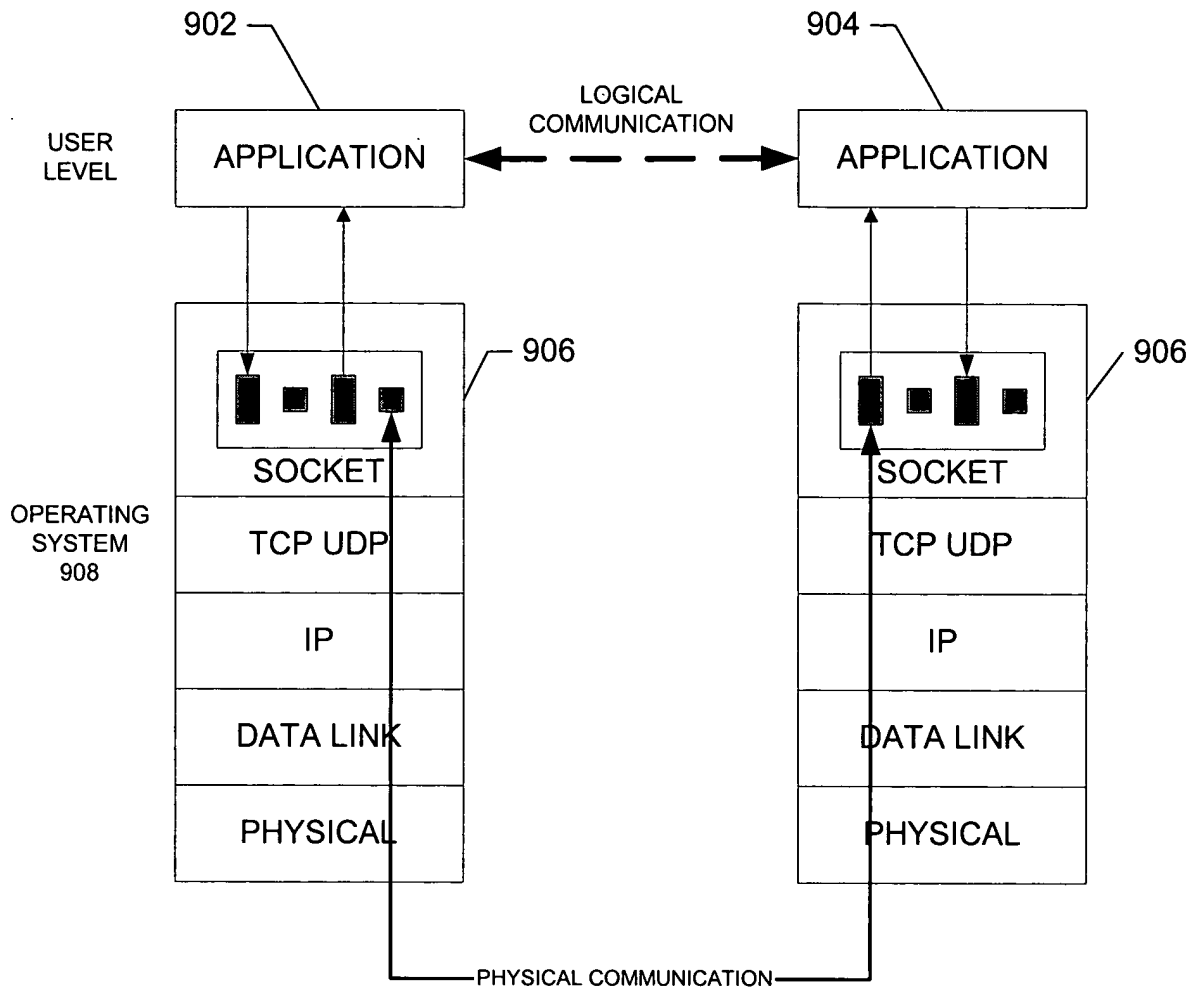 902
904
LOGICAL
COMMUNICATION
USER
LEVEL
APPLICATION
APPLICATION
906
906
SOCKET
SOCKET
OPERATING
SYSTEM
908
TCP UDP
TCP UDP
IP
IP
DATA LINK
DATA LINK
PHYSICAL
PHYSICAL
PHYSICAL COMMUNICATION